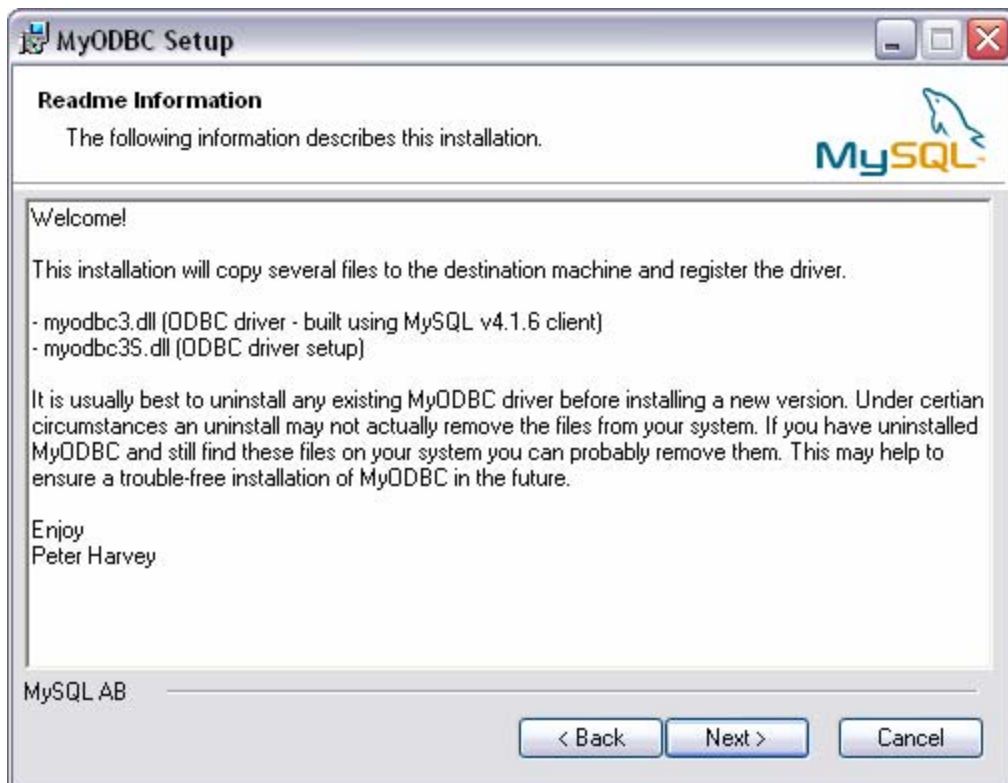 MyODBC Setup
Readme Information
The following information describes this installation.
MySQL
Welcome!
This installation will copy several files to the destination machine and register the driver.
- myodbc3.dll (ODBC driver - built using MySQL v4.1.6 client)
- myodbc3S.dll (ODBC driver setup)
It is usually best to uninstall any existing MyODBC driver before installing a new version. Under certian
circumstances an uninstall may not actually remove the files from your system. If you have uninstalled
MyODBC and still find these files on your system you can probably remove them. This may help to
ensure a trouble-free installation of MyODBC in the future.
Enjoy
Peter Harvey
MySQL AB
< Back
Next >
Cancel